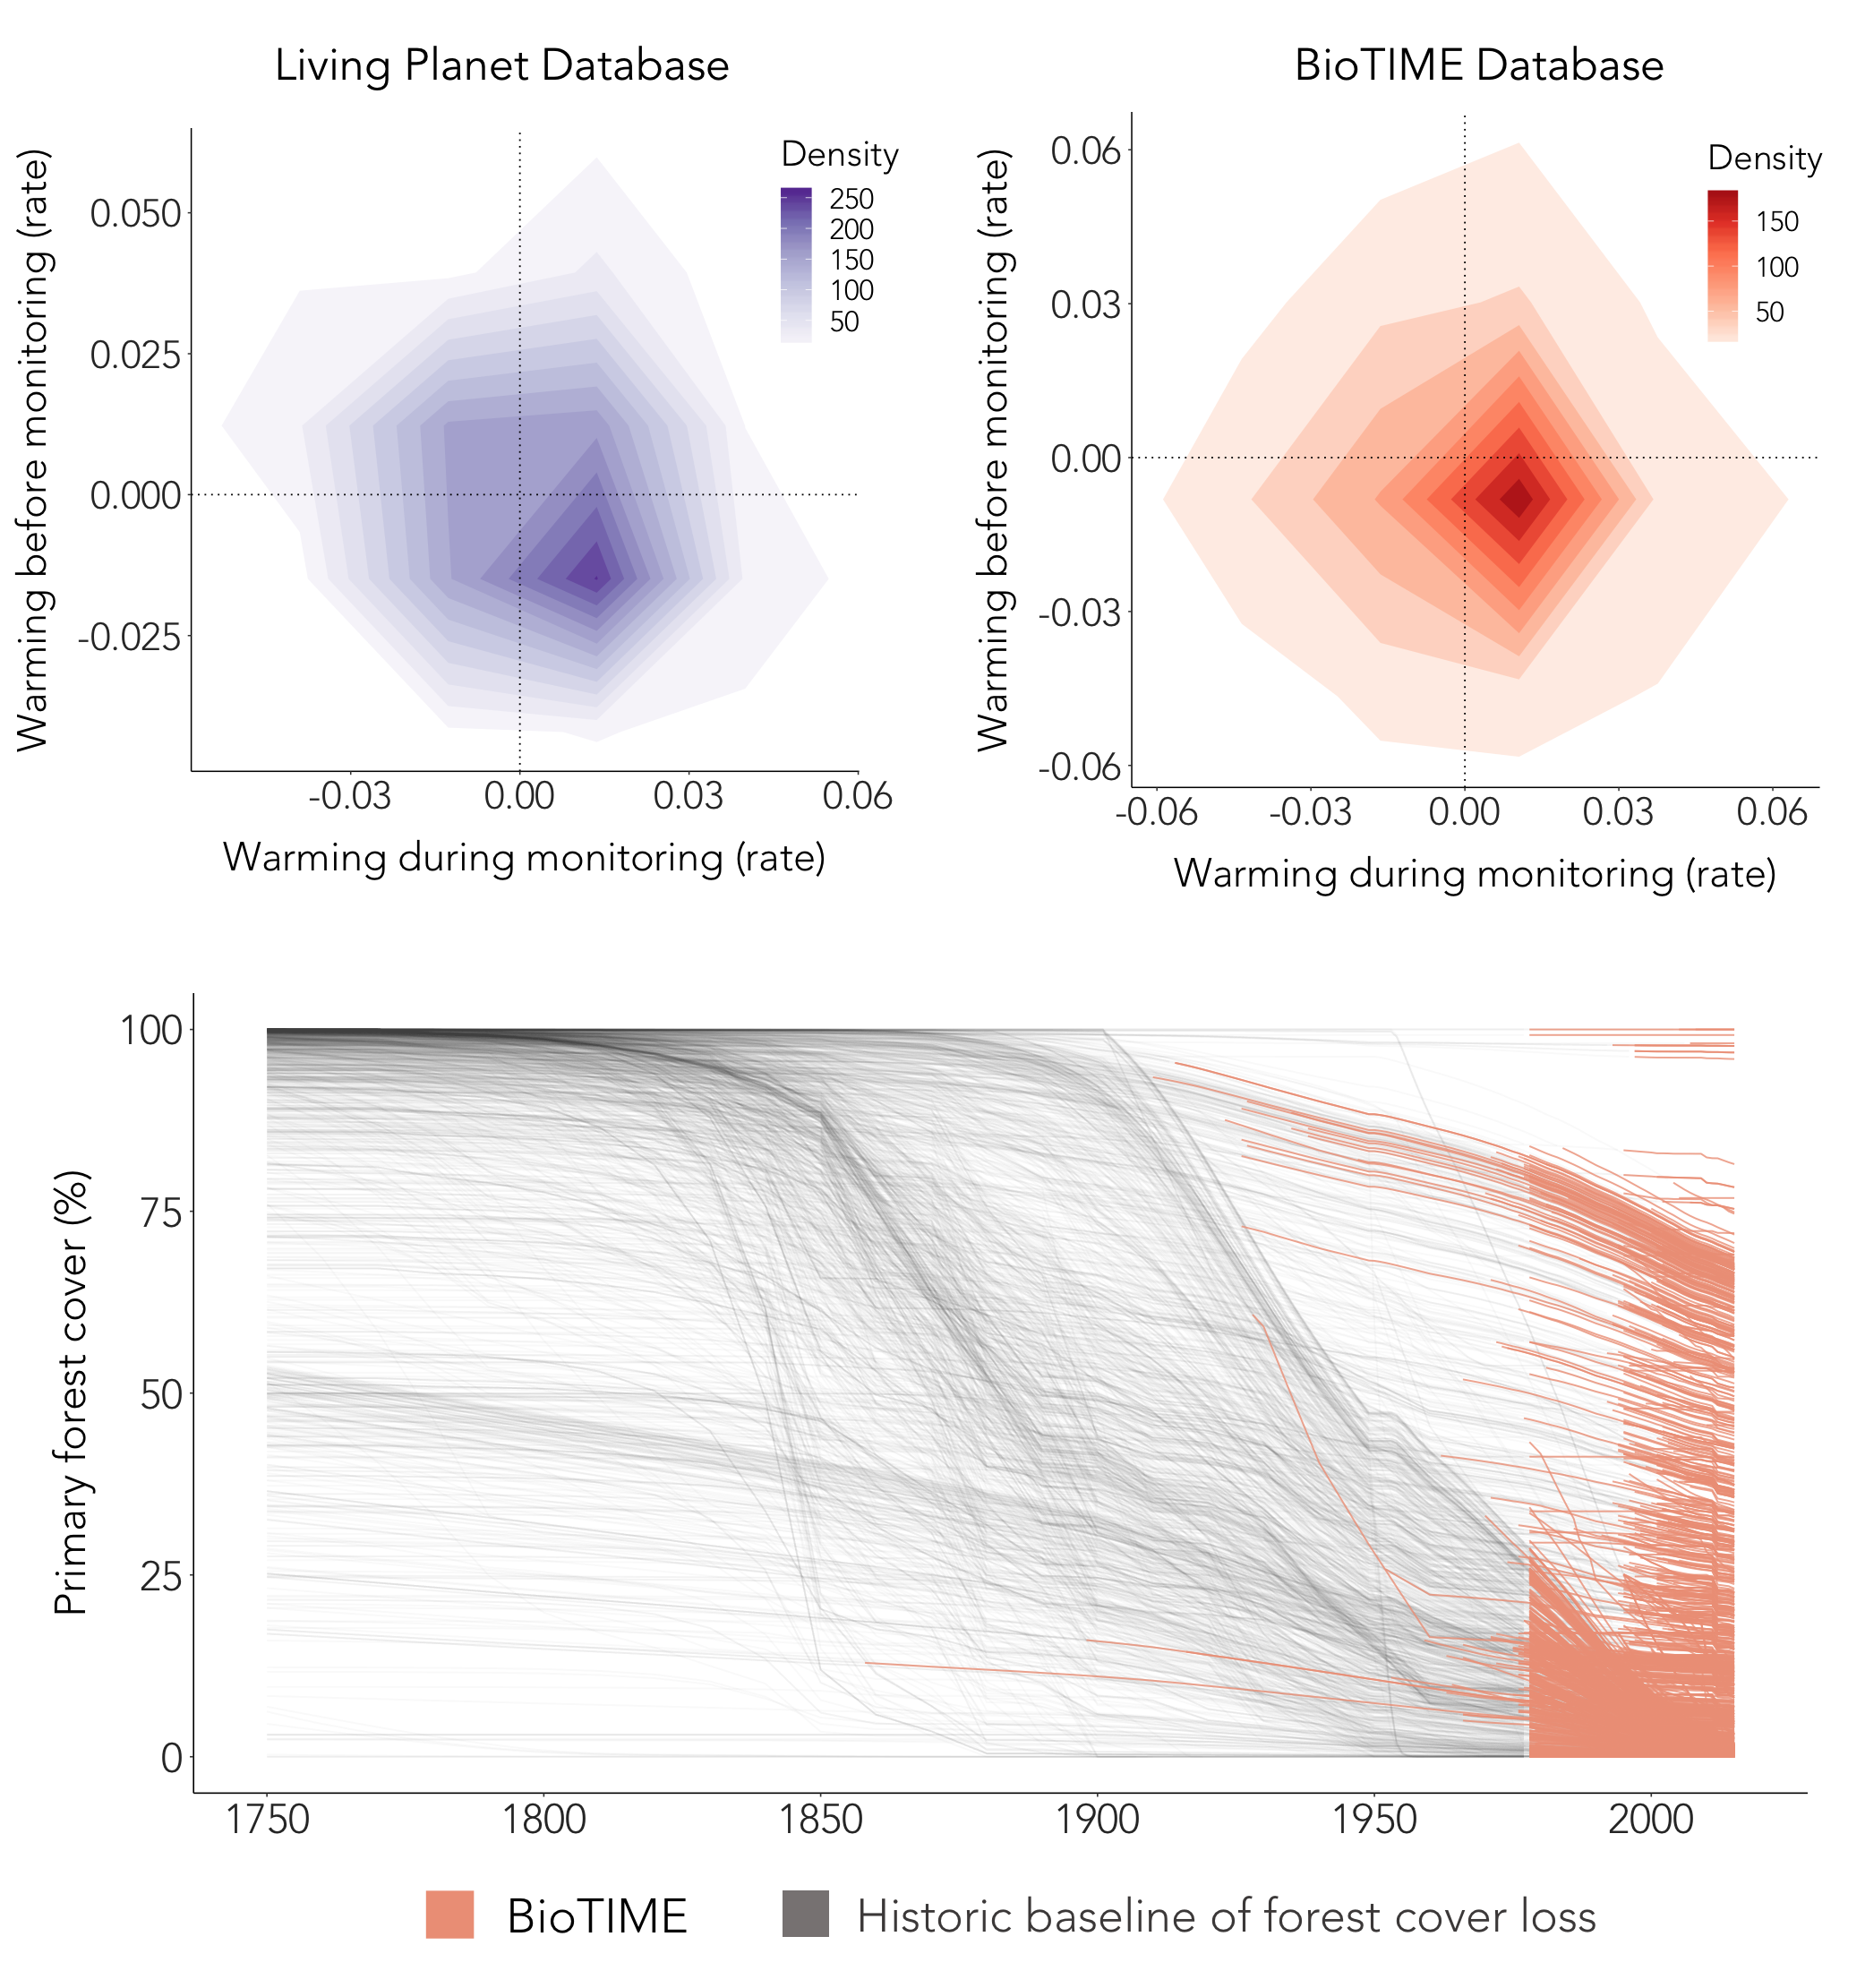 Living Planet Database
Warming before monitoring (rate)
0.050
0.025
0.000
-0.025
-0.03 0.00 0.03 0.06
Warming during monitoring (rate)
Density
250
200
150
100
50
BioTIME Database
Warming before monitoring (rate)
0.06
0.03
0.00
-0.03
-0.06
-0.06 -0.03 0.00 0.03 0.06
Warming during monitoring (rate)
Density
150
100
50
Primary forest cover (%)
100
75
50
25
0
1750 1800 1850 1900 1950 2000
BioTIME Historic baseline of forest cover loss